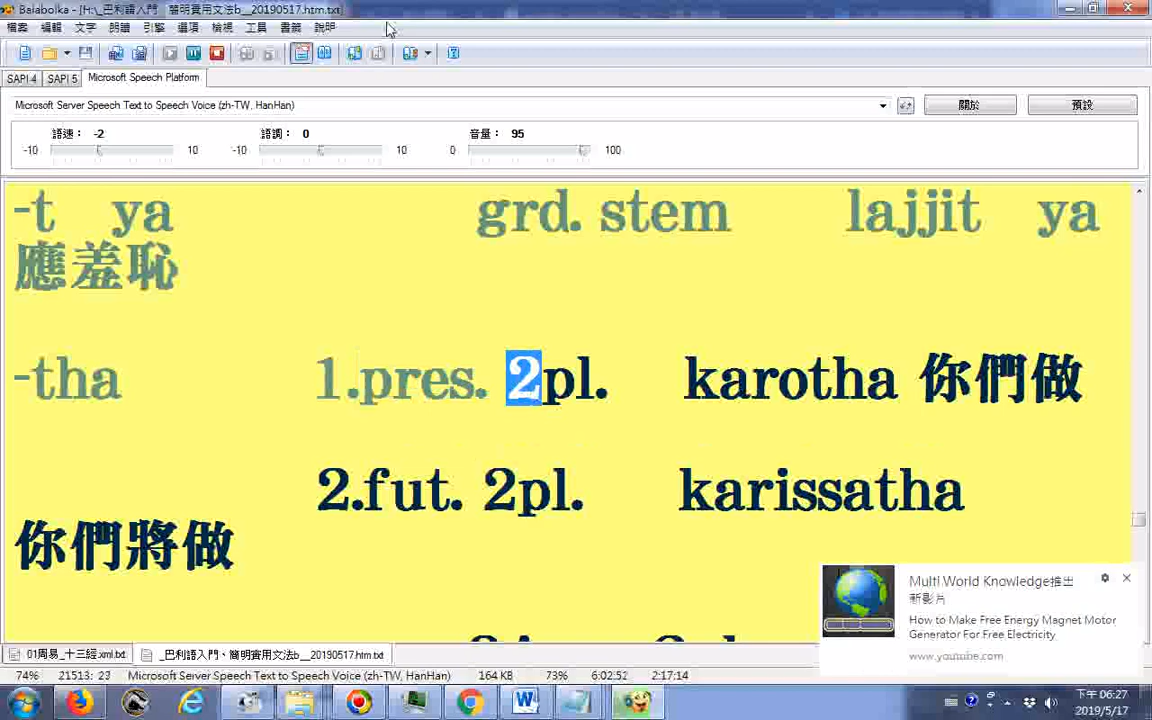 Balabolka - [H:\_巴利語入門、簡明實用文法b__20190517.htm.txt]
檔案 編輯 文字 朗讀 引擎 選項 檢視 工具 書籤 說明
SAPI 4 SAPI 5 Microsoft Speech Platform
Microsoft Server Speech Text to Speech Voice (zh-TW, HanHan) 關於 預設
語速： -2 語調： 0 音量： 95
-10 10 -10 10 0 100
-t ya grd. stem lajjit ya
應羞恥
-tha 1.pres. 2pl. karotha 你們做
2.fut. 2pl. karissatha
你們將做
Multi World Knowledge推出
新影片
How to Make Free Energy Magnet Motor
Generator For Free Electricity
www.youtube.com
01周易_十三經.xml.txt _巴利語入門、簡明實用文法b__20190517.htm.txt
74% 21513: 23 Microsoft Server Speech Text to Speech Voice (zh-TW, HanHan) 164 KB 73% 6:02:52 2:17:14
下午 06:27
2019/5/17